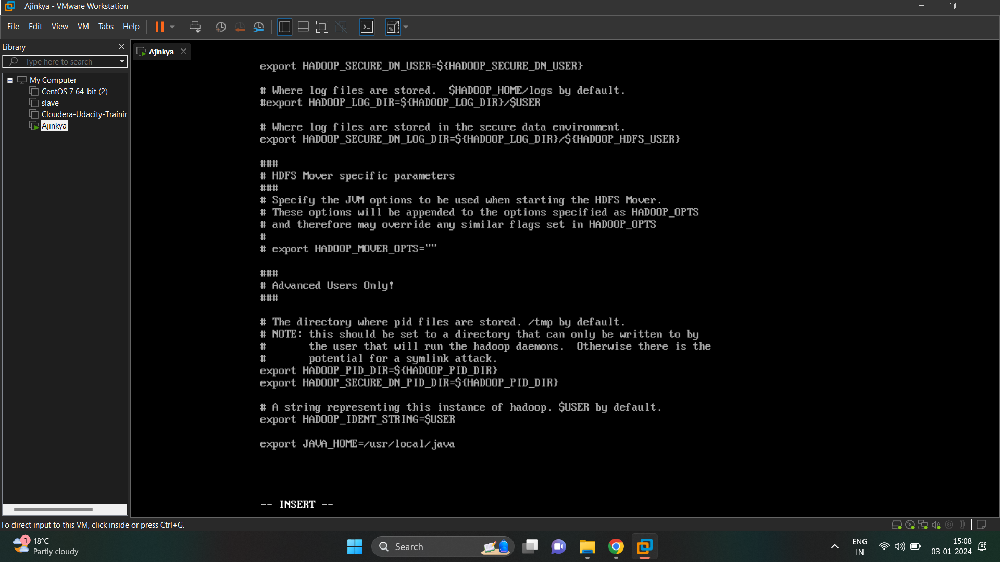 Ajinkya - VMware Workstation
File Edit View VM Tabs Help
Library
Type here to search
My Computer
CentOS 7 64-bit (2)
slave
Cloudera-Udacity-Trainir
Ajinkya
Ajinkya
export HADOOP_SECURE_DN_USER=${HADOOP_SECURE_DN_USER}
# Where log files are stored.  $HADOOP_HOME/logs by default.
#export HADOOP_LOG_DIR=${HADOOP_LOG_DIR}/$USER
# Where log files are stored in the secure data environment.
export HADOOP_SECURE_DN_LOG_DIR=${HADOOP_LOG_DIR}/${HADOOP_HDFS_USER}
###
# HDFS Mover specific parameters
###
# Specify the JVM options to be used when starting the HDFS Mover.
# These options will be appended to the options specified as HADOOP_OPTS
# and therefore may override any similar flags set in HADOOP_OPTS
#
# export HADOOP_MOVER_OPTS=""
###
# Advanced Users Only!
###
# The directory where pid files are stored. /tmp by default.
# NOTE: this should be set to a directory that can only be written to by
#       the user that will run the hadoop daemons.  Otherwise there is the
#       potential for a symlink attack.
export HADOOP_PID_DIR=${HADOOP_PID_DIR}
export HADOOP_SECURE_DN_PID_DIR=${HADOOP_PID_DIR}
# A string representing this instance of hadoop. $USER by default.
export HADOOP_IDENT_STRING=$USER
export JAVA_HOME=/usr/local/java
-- INSERT --
To direct input to this VM, click inside or press Ctrl+G.
1
18°C
Partly cloudy
Search
ENG
IN
15:08
03-01-2024